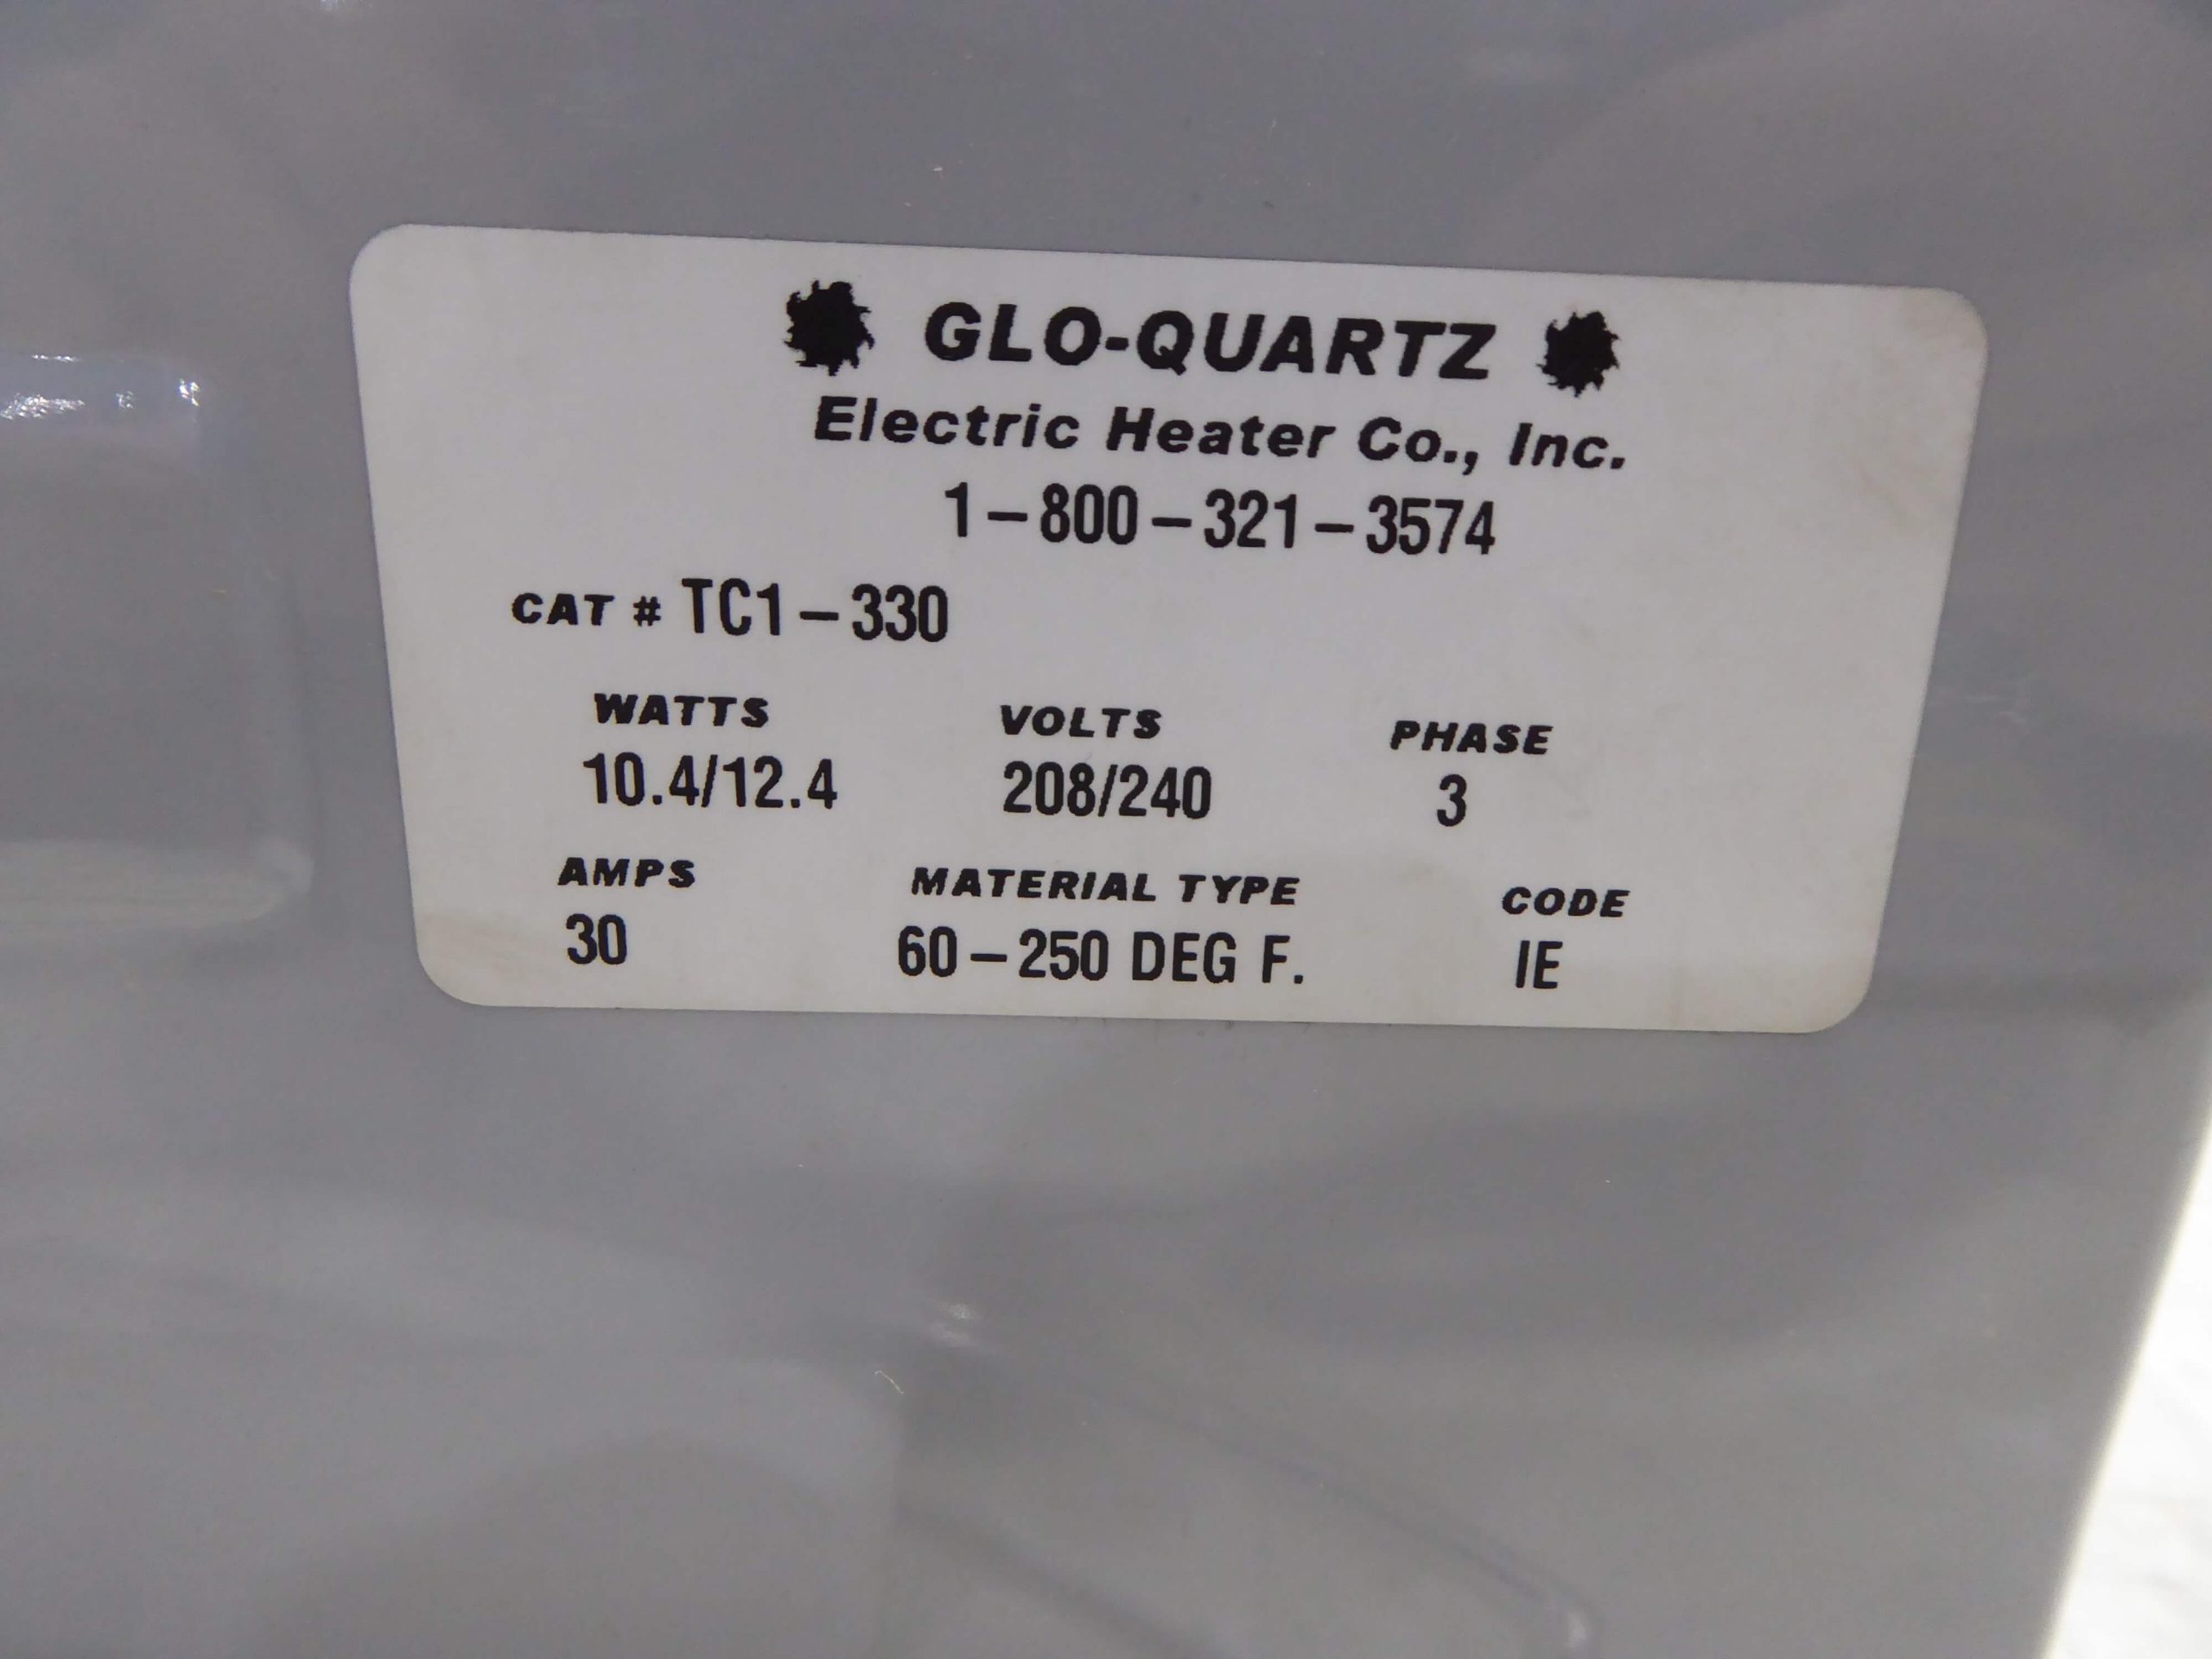 GLO-QUARTZ
Electric Heater Co., Inc.
1-800-321-3574
CAT # TC1-330
WATTS VOLTS PHASE
10.4/12.4 208/240 3
AMPS MATERIAL TYPE CODE
30 60-250 DEG F. IE